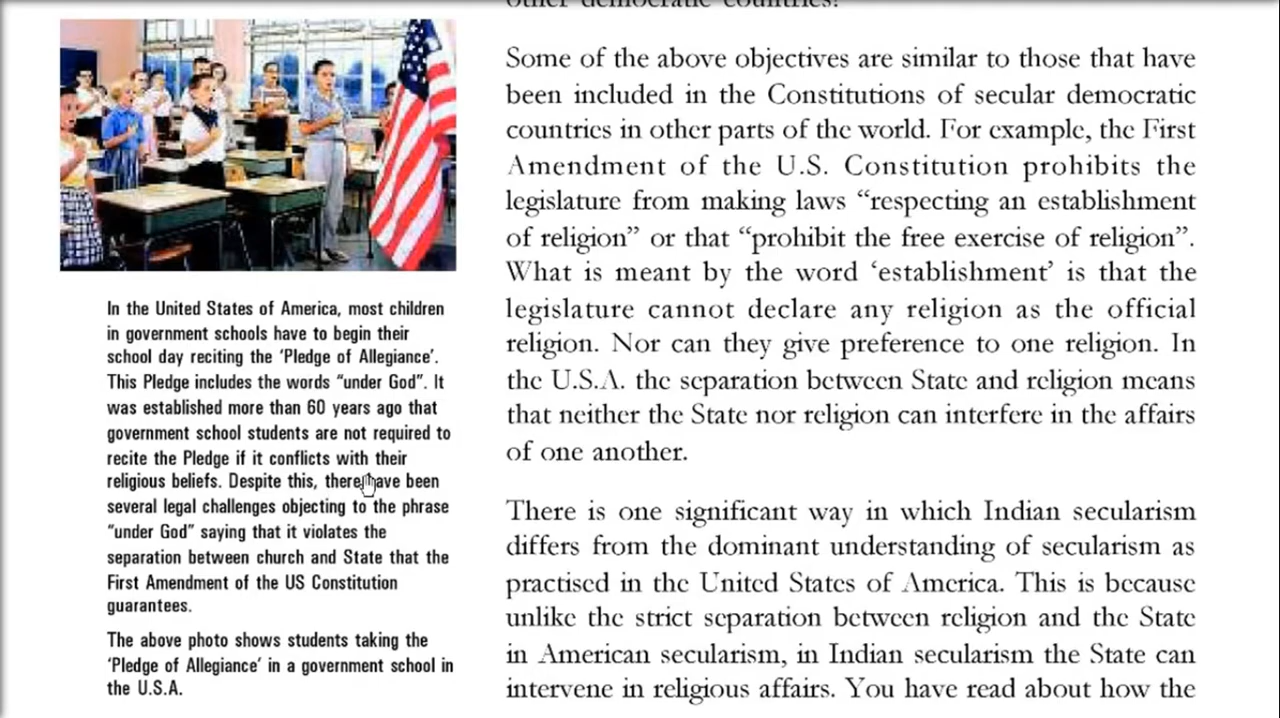 other democratic countries?
In the United States of America, most children
in government schools have to begin their
school day reciting the ‘Pledge of Allegiance’.
This Pledge includes the words “under God”. It
was established more than 60 years ago that
government school students are not required to
recite the Pledge if it conflicts with their
religious beliefs. Despite this, there have been
several legal challenges objecting to the phrase
“under God” saying that it violates the
separation between church and State that the
First Amendment of the US Constitution
guarantees.
The above photo shows students taking the
‘Pledge of Allegiance’ in a government school in
the U.S.A.
Some of the above objectives are similar to those that have
been included in the Constitutions of secular democratic
countries in other parts of the world. For example, the First
Amendment of the U.S. Constitution prohibits the
legislature from making laws “respecting an establishment
of religion” or that “prohibit the free exercise of religion”.
What is meant by the word ‘establishment’ is that the
legislature cannot declare any religion as the official
religion. Nor can they give preference to one religion. In
the U.S.A. the separation between State and religion means
that neither the State nor religion can interfere in the affairs
of one another.
There is one significant way in which Indian secularism
differs from the dominant understanding of secularism as
practised in the United States of America. This is because
unlike the strict separation between religion and the State
in American secularism, in Indian secularism the State can
intervene in religious affairs. You have read about how the